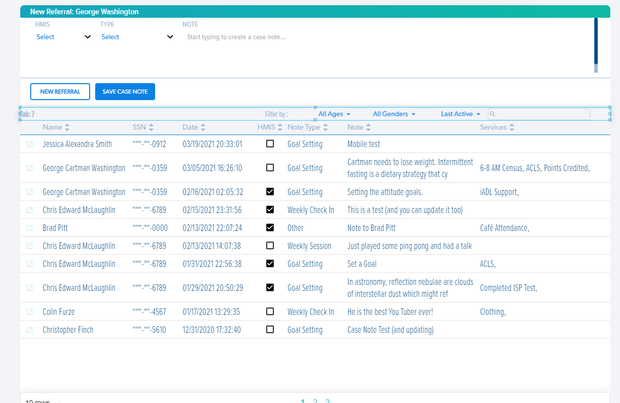 New Referral: George Washington
HMIS TYPE NOTE
Select Select Start typing to create a case note...
NEW REFERRAL SAVE CASE NOTE
Filter by : All Ages All Genders Last Active
Name SSN Date HMIS Note Type Note Services
Jessica Alexandra Smith ***-**-0912 03/19/2021 20:33:01 Goal Setting Mobile test
George Cartman Washington ***-**-0359 03/05/2021 16:26:10 Goal Setting Cartman needs to lose weight. Intermittent fasting is a dietary strategy that cy 6-8 AM Census, ACLS, Points Credited,
George Cartman Washington ***-**-0359 02/16/2021 02:05:32 Goal Setting Setting the attitude goals. iADL Support,
Chris Edward McLaughlin ***-**-6789 02/15/2021 23:31:56 Weekly Check In This is a test (and you can update it too)
Brad Pitt ***-**-0000 02/13/2021 22:07:24 Other Note to Brad Pitt Café Attendance,
Chris Edward McLaughlin ***-**-6789 02/13/2021 14:07:38 Weekly Session Just played some ping pong and had a talk
Chris Edward McLaughlin ***-**-6789 01/31/2021 22:56:38 Goal Setting Set a Goal ACLS,
Chris Edward McLaughlin ***-**-6789 01/29/2021 20:50:29 Goal Setting In astronomy, reflection nebulae are clouds of interstellar dust which might ref Completed ISP Test,
Colin Furze ***-**-4567 01/17/2021 13:29:35 Weekly Check In He is the best You Tuber ever! Clothing,
Christopher Finch ***-**-5610 12/31/2020 17:32:40 Goal Setting Case Note Test (and updating)
10 rows 1 2 3